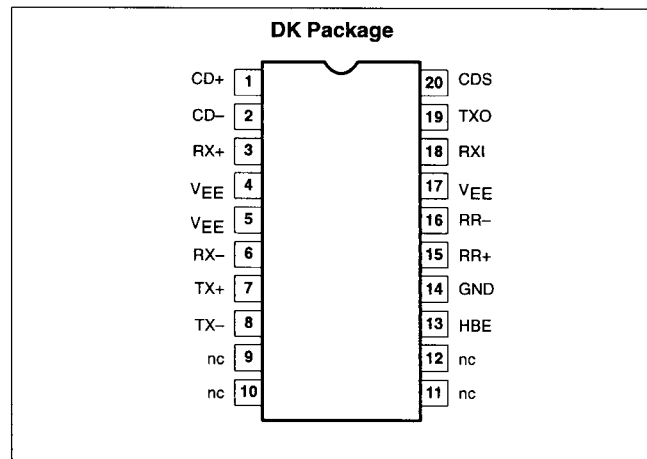 DK Package
CD+ 1 20 CDS
CD– 2 19 TXO
RX+ 3 18 RXI
VEE 4 17 VEE
VEE 5 16 RR–
RX– 6 15 RR+
TX+ 7 14 GND
TX– 8 13 HBE
nc 9 12 nc
nc 10 11 nc